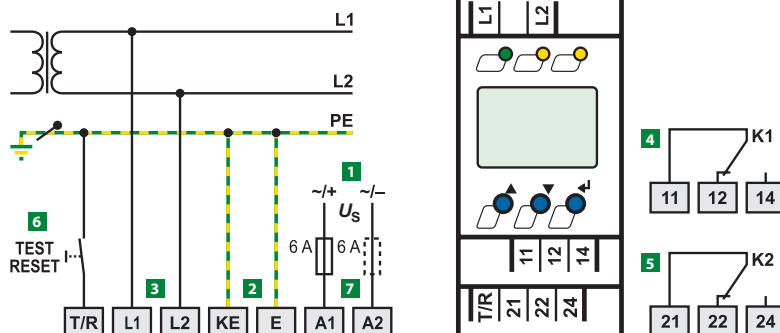 L1
L2
PE
1
~/+ ~/–
US
6 A 6 A
6
TEST
RESET
3 2 7
T/R L1 L2 KE E A1 A2
L1 L2
11 12 14
T/R 21 22 24
4 K1
11 12 14
5 K2
21 22 24